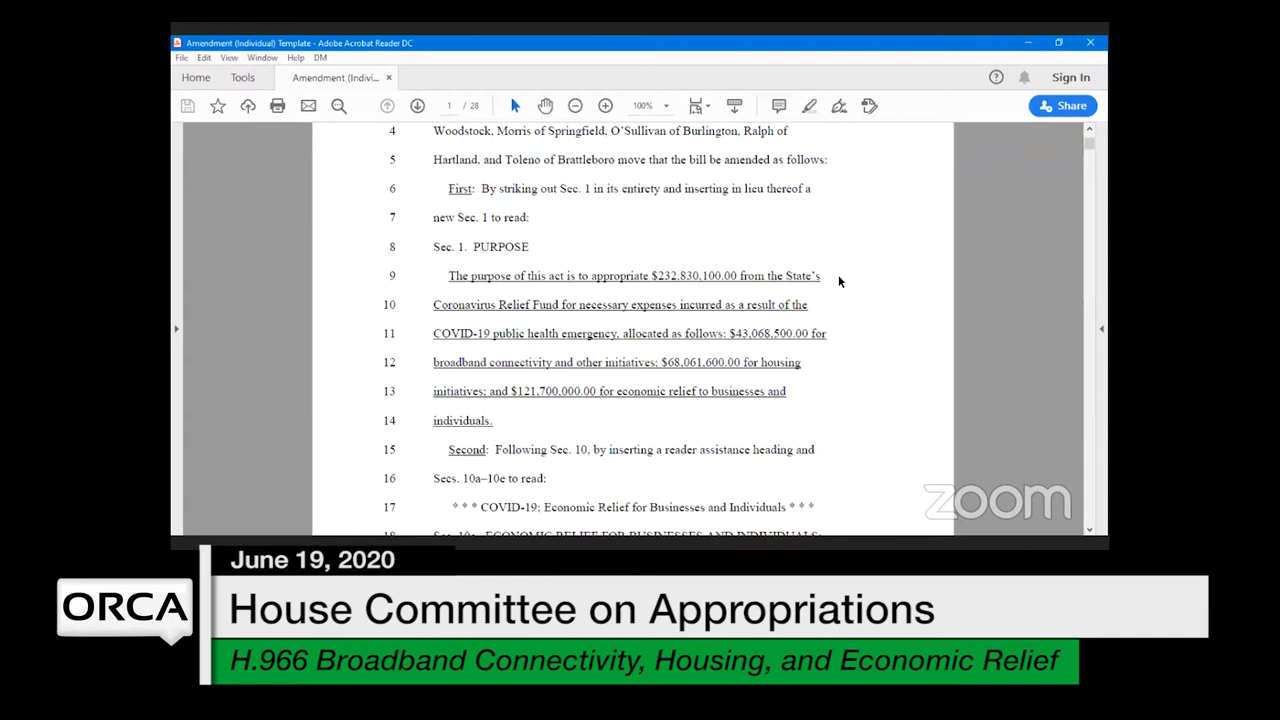 Amendment (Individual) Template - Adobe Acrobat Reader DC
File Edit View Window Help DM
Home Tools Amendment (Indivi... × Sign In
1 / 28 100% Share
4 Woodstock, Morris of Springfield, O'Sullivan of Burlington, Ralph of
5 Hartland, and Toleno of Brattleboro move that the bill be amended as follows:
6 First: By striking out Sec. 1 in its entirety and inserting in lieu thereof a
7 new Sec. 1 to read:
8 Sec. 1. PURPOSE
9 The purpose of this act is to appropriate $232,830,100.00 from the State's
10 Coronavirus Relief Fund for necessary expenses incurred as a result of the
11 COVID-19 public health emergency, allocated as follows: $43,068,500.00 for
12 broadband connectivity and other initiatives; $68,061,600.00 for housing
13 initiatives; and $121,700,000.00 for economic relief to businesses and
14 individuals.
15 Second: Following Sec. 10, by inserting a reader assistance heading and
16 Secs. 10a–10e to read:
17 * * * COVID-19; Economic Relief for Businesses and Individuals * * *
ECONOMIC RELIEF FOR BUSINESSES AND INDIVIDUALS;
zoom
June 19, 2020
ORCA
House Committee on Appropriations
H.966 Broadband Connectivity, Housing, and Economic Relief